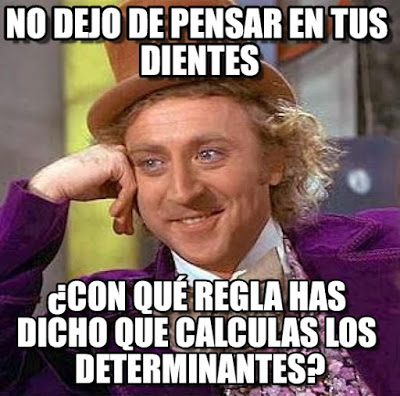 NO DEJO DE PENSAR EN TUS
DIENTES
¿CON QUÉ REGLA HAS
DICHO QUE CALCULAS LOS
DETERMINANTES?